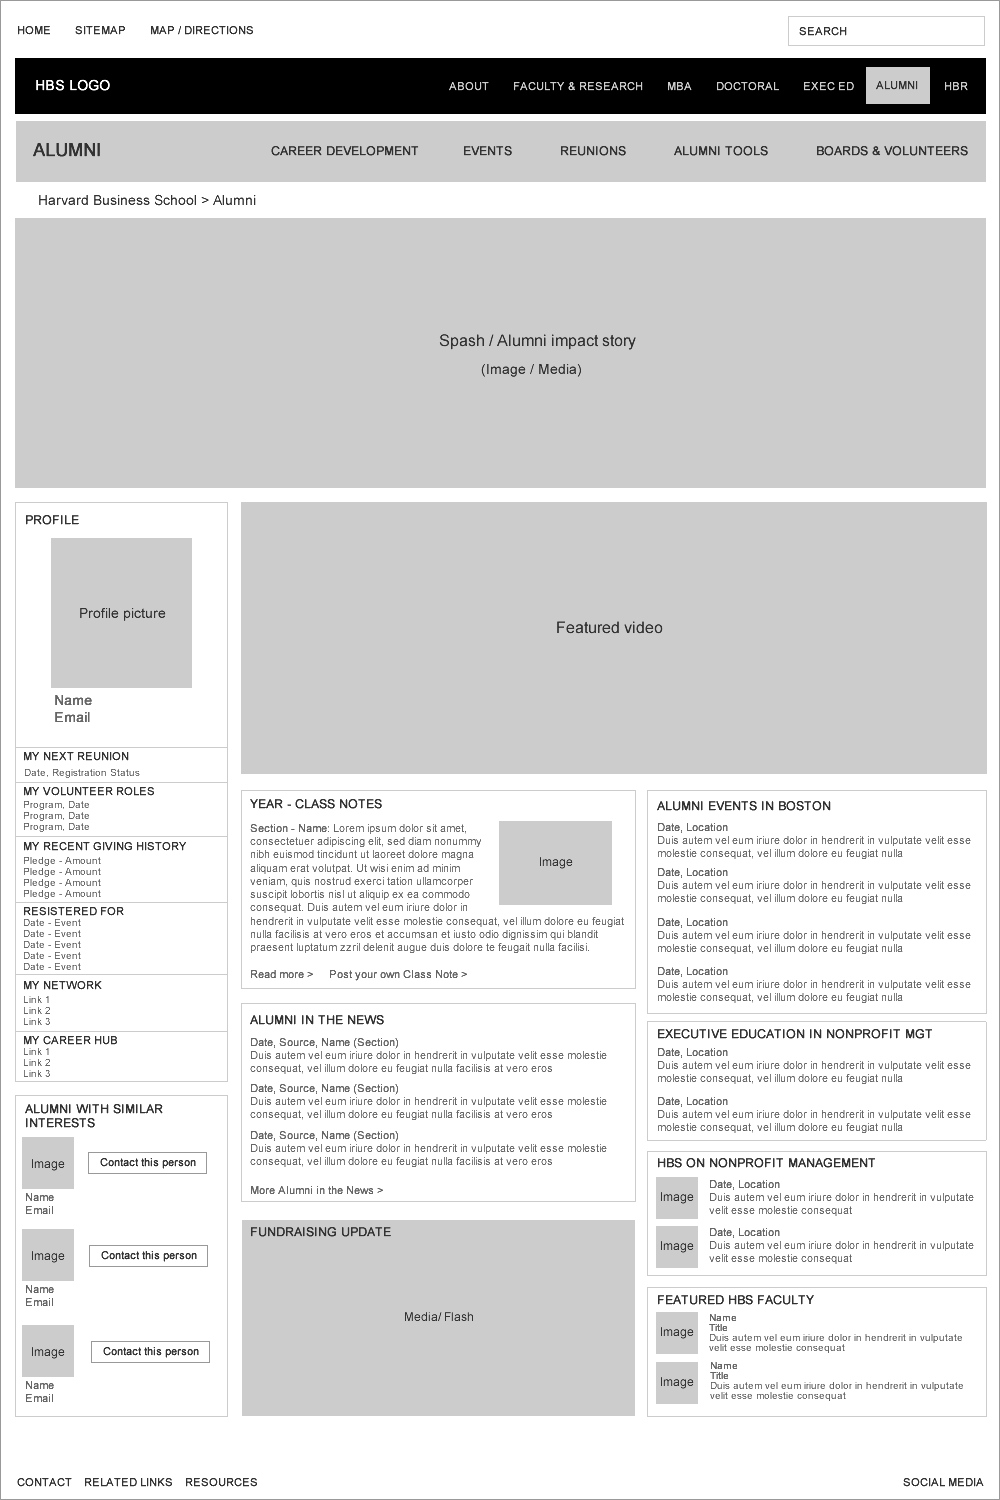 HOME SITEMAP MAP / DIRECTIONS SEARCH
HBS LOGO ABOUT FACULTY & RESEARCH MBA DOCTORAL EXEC ED ALUMNI HBR
ALUMNI CAREER DEVELOPMENT EVENTS REUNIONS ALUMNI TOOLS BOARDS & VOLUNTEERS
Harvard Business School > Alumni
Spash / Alumni impact story
(Image / Media)
PROFILE
Profile picture
Name
Email
MY NEXT REUNION
Date, Registration Status
MY VOLUNTEER ROLES
Program, Date
Program, Date
Program, Date
MY RECENT GIVING HISTORY
Pledge - Amount
Pledge - Amount
Pledge - Amount
Pledge - Amount
RESISTERED FOR
Date - Event
Date - Event
Date - Event
Date - Event
Date - Event
MY NETWORK
Link 1
Link 2
Link 3
MY CAREER HUB
Link 1
Link 2
Link 3
ALUMNI WITH SIMILAR
INTERESTS
Image Contact this person
Name
Email
Image Contact this person
Name
Email
Image Contact this person
Name
Email
Featured video
YEAR - CLASS NOTES
Section - Name: Lorem ipsum dolor sit amet,
consectetuer adipiscing elit, sed diam nonummy
nibh euismod tincidunt ut laoreet dolore magna
aliquam erat volutpat. Ut wisi enim ad minim
veniam, quis nostrud exerci tation ullamcorper
suscipit lobortis nisl ut aliquip ex ea commodo
consequat. Duis autem vel eum iriure dolor in
hendrerit in vulputate velit esse molestie consequat, vel illum dolore eu feugiat
nulla facilisis at vero eros et accumsan et iusto odio dignissim qui blandit
praesent luptatum zzril delenit augue duis dolore te feugait nulla facilisi.
Image
Read more > Post your own Class Note >
ALUMNI IN THE NEWS
Date, Source, Name (Section)
Duis autem vel eum iriure dolor in hendrerit in vulputate velit esse molestie
consequat, vel illum dolore eu feugiat nulla facilisis at vero eros
Date, Source, Name (Section)
Duis autem vel eum iriure dolor in hendrerit in vulputate velit esse molestie
consequat, vel illum dolore eu feugiat nulla facilisis at vero eros
Date, Source, Name (Section)
Duis autem vel eum iriure dolor in hendrerit in vulputate velit esse molestie
consequat, vel illum dolore eu feugiat nulla facilisis at vero eros
More Alumni in the News >
FUNDRAISING UPDATE
Media/ Flash
ALUMNI EVENTS IN BOSTON
Date, Location
Duis autem vel eum iriure dolor in hendrerit in vulputate velit esse
molestie consequat, vel illum dolore eu feugiat nulla
Date, Location
Duis autem vel eum iriure dolor in hendrerit in vulputate velit esse
molestie consequat, vel illum dolore eu feugiat nulla
Date, Location
Duis autem vel eum iriure dolor in hendrerit in vulputate velit esse
molestie consequat, vel illum dolore eu feugiat nulla
Date, Location
Duis autem vel eum iriure dolor in hendrerit in vulputate velit esse
molestie consequat, vel illum dolore eu feugiat nulla
EXECUTIVE EDUCATION IN NONPROFIT MGT
Date, Location
Duis autem vel eum iriure dolor in hendrerit in vulputate velit esse
molestie consequat, vel illum dolore eu feugiat nulla
Date, Location
Duis autem vel eum iriure dolor in hendrerit in vulputate velit esse
molestie consequat, vel illum dolore eu feugiat nulla
HBS ON NONPROFIT MANAGEMENT
Image
Date, Location
Duis autem vel eum iriure dolor in hendrerit in vulputate
velit esse molestie consequat
Image
Date, Location
Duis autem vel eum iriure dolor in hendrerit in vulputate
velit esse molestie consequat
FEATURED HBS FACULTY
Image
Name
Title
Duis autem vel eum iriure dolor in hendrerit in vulputate
velit esse molestie consequat
Image
Name
Title
Duis autem vel eum iriure dolor in hendrerit in vulputate
velit esse molestie consequat
CONTACT RELATED LINKS RESOURCES SOCIAL MEDIA